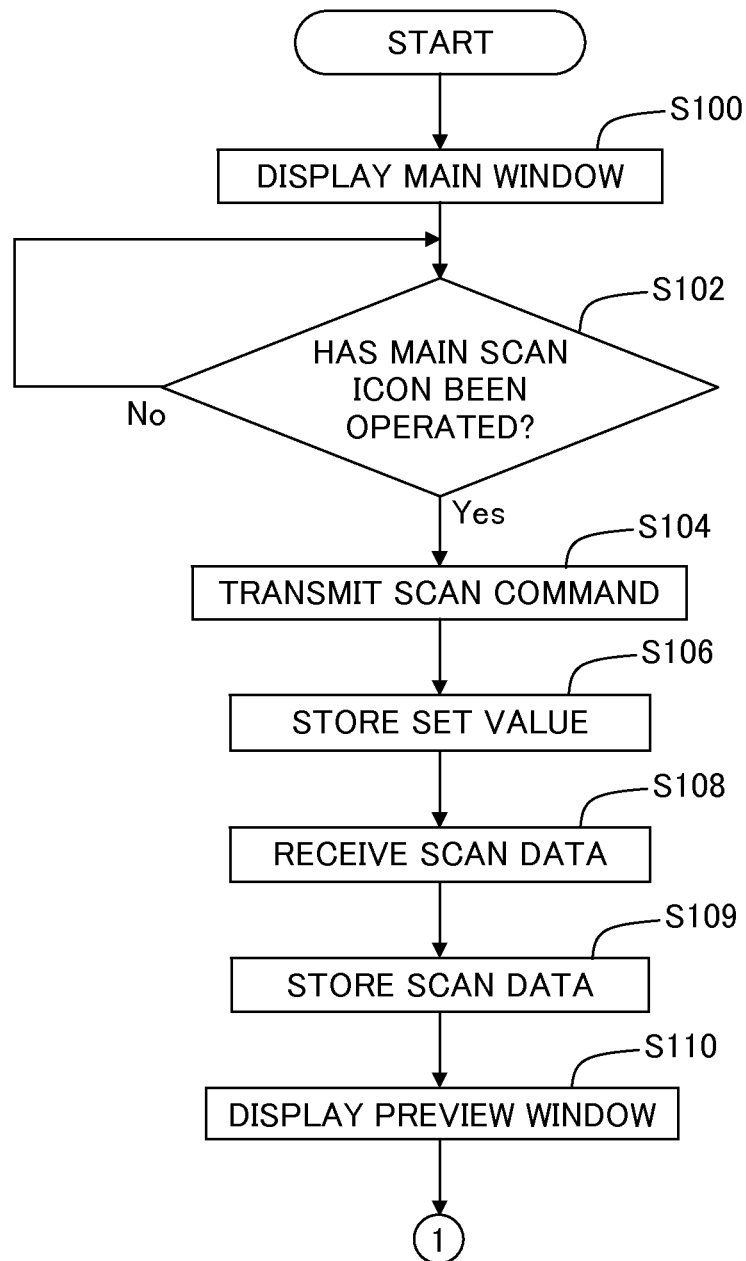 START
S100
DISPLAY MAIN WINDOW
S102
HAS MAIN SCAN
ICON BEEN
OPERATED?
No
Yes
S104
TRANSMIT SCAN COMMAND
S106
STORE SET VALUE
S108
RECEIVE SCAN DATA
S109
STORE SCAN DATA
S110
DISPLAY PREVIEW WINDOW
1